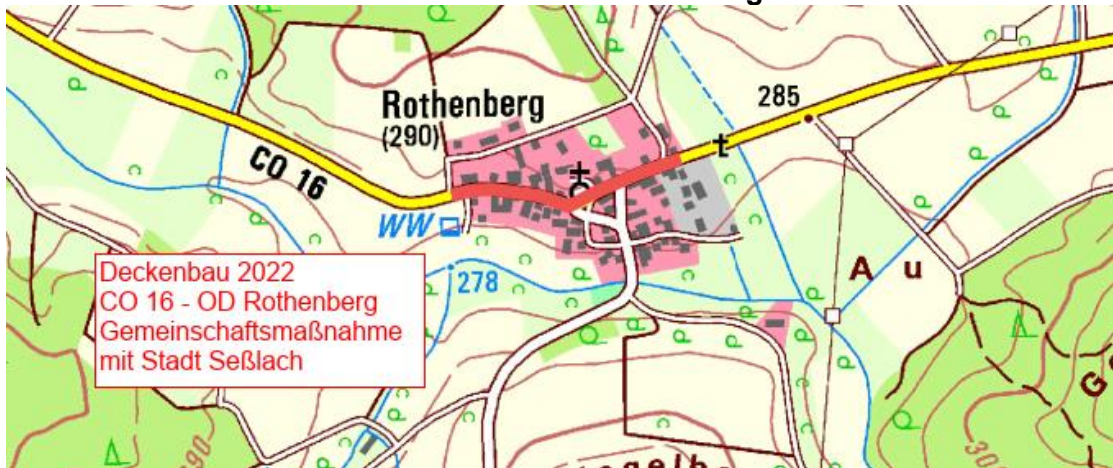 285
Rothenberg
(290)
CO 16
WW
278
Deckenbau 2022
CO 16 - OD Rothenberg
Gemeinschaftsmaßnahme
mit Stadt Seßlach
A u